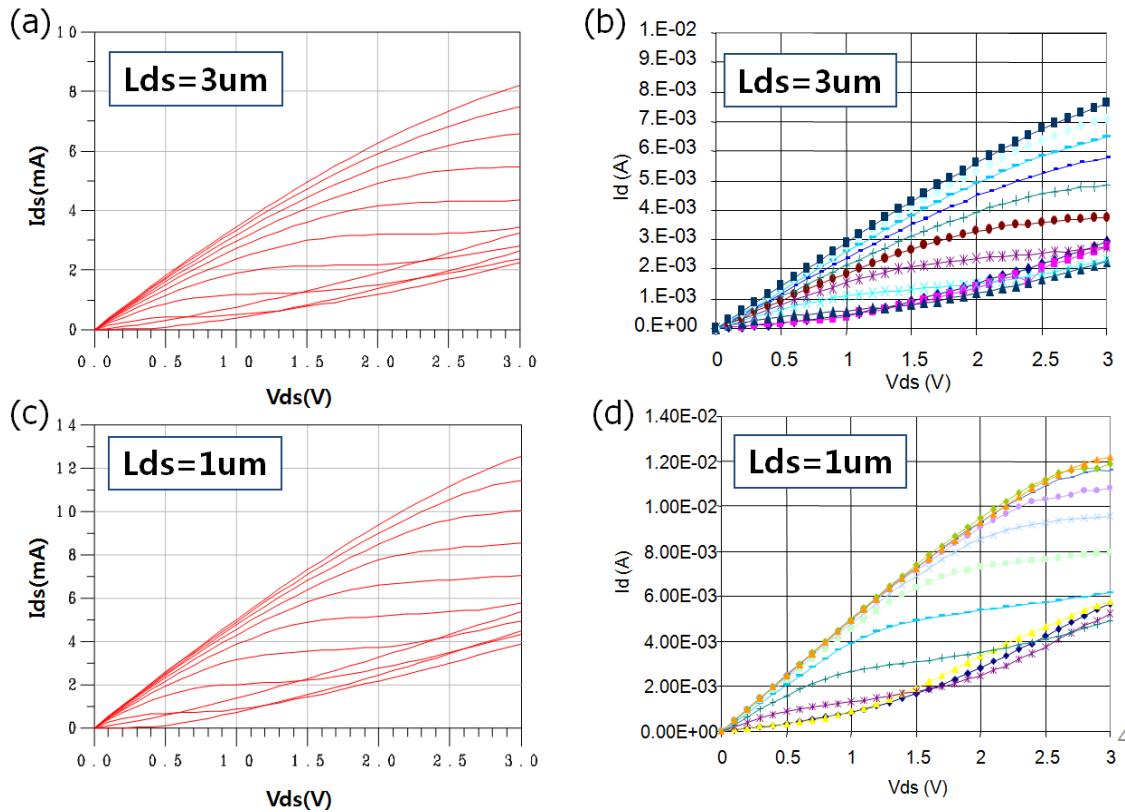 (a)
10
8
6
4
2
0
Ids(mA)
Lds=3um
0.0 0.5 1.0 1.5 2.0 2.5 3.0
Vds(V)
(b)
1.E-02
9.E-03
8.E-03
7.E-03
6.E-03
5.E-03
4.E-03
3.E-03
2.E-03
1.E-03
0.E+00
Id (A)
Lds=3um
0 0.5 1 1.5 2 2.5 3
Vds (V)
(c)
14
12
10
8
6
4
2
0
Ids(mA)
Lds=1um
0.0 0.5 1.0 1.5 2.0 2.5 3.0
Vds(V)
(d)
1.40E-02
1.20E-02
1.00E-02
8.00E-03
6.00E-03
4.00E-03
2.00E-03
0.00E+00
Id (A)
Lds=1um
0 0.5 1 1.5 2 2.5 3
Vds (V)